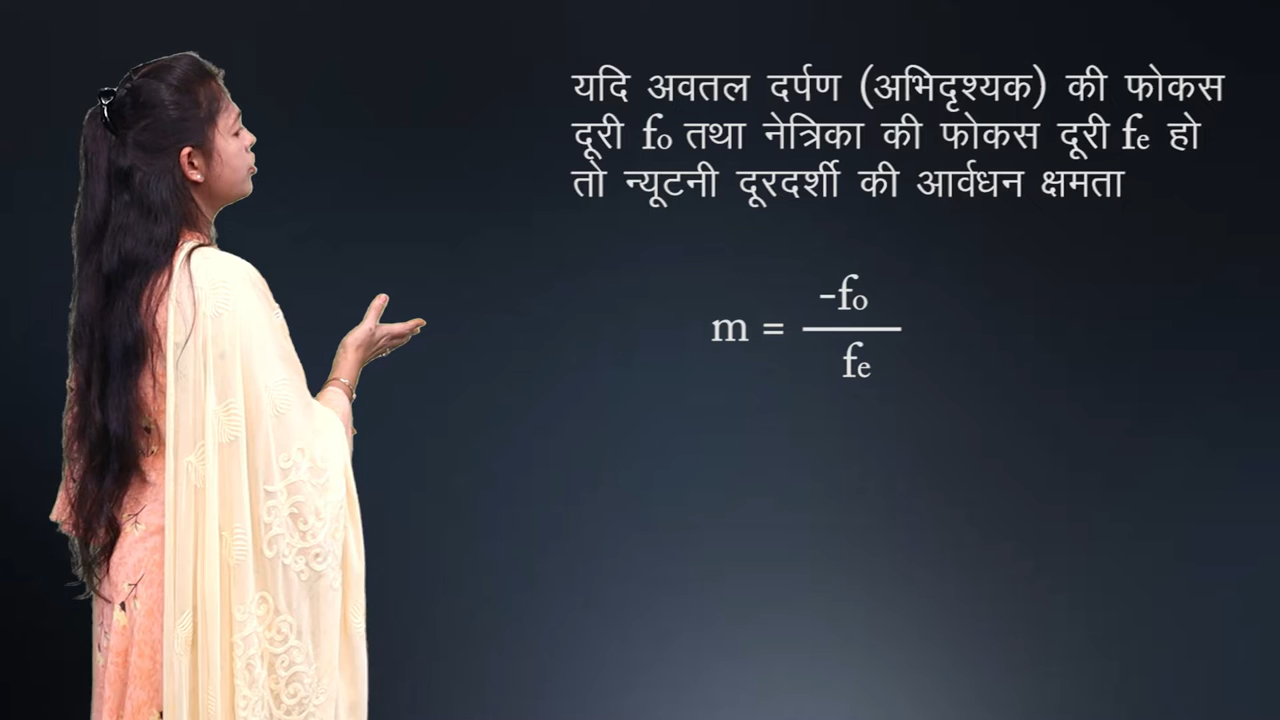 यदि अवतल दर्पण (अभिदृश्यक) की फोकस
दूरी fo तथा नेत्रिका की फोकस दूरी fe हो
तो न्यूटनी दूरदर्शी की आर्वधन क्षमता
m = -fo / fe